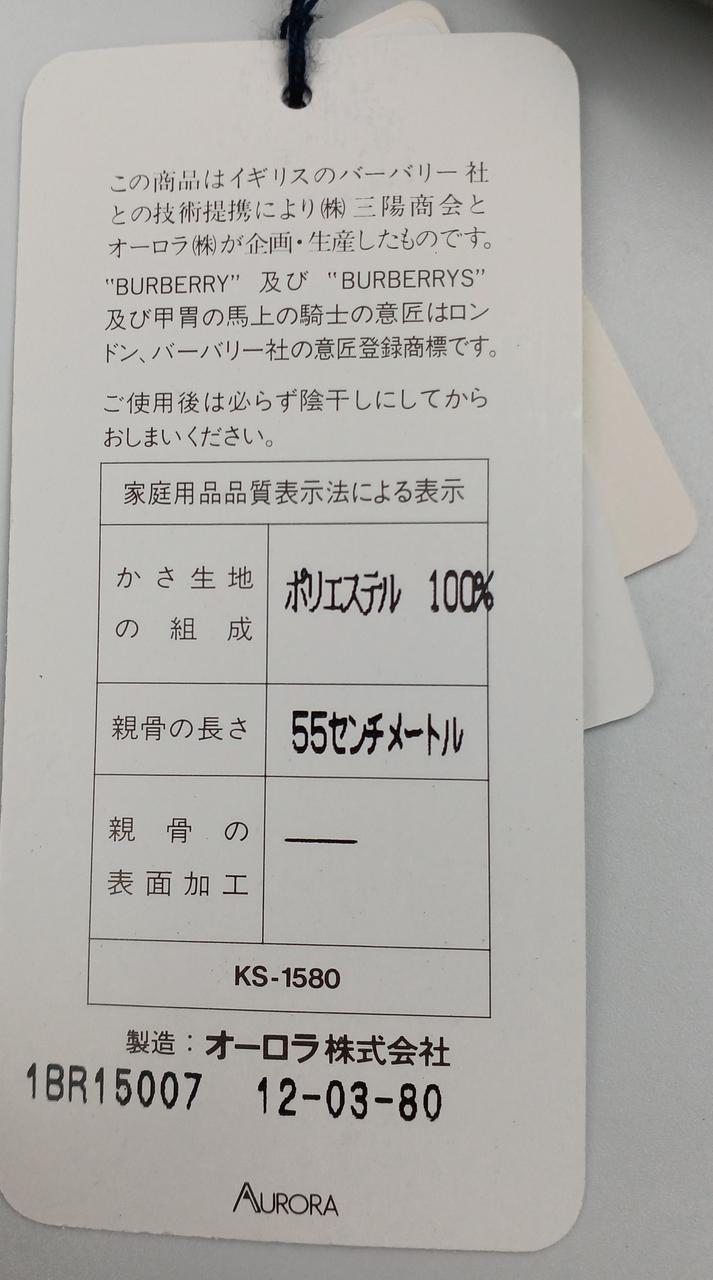 この商品はイギリスのバーバリー社
との技術提携により㈱三陽商会と
オーロラ㈱が企画・生産したものです。
“BURBERRY” 及び “BURBERRYS”
及び甲冑の馬上の騎士の意匠はロン
ドン、バーバリー社の意匠登録商標です。
ご使用後は必らず陰干しにしてから
おしまいください。
家庭用品品質表示法による表示
かさ生地
の組成
ポリエステル 100%
親骨の長さ
55センチメートル
親骨の
表面加工
——
KS-1580
製造：オーロラ株式会社
1BR15007 12-03-80
AURORA